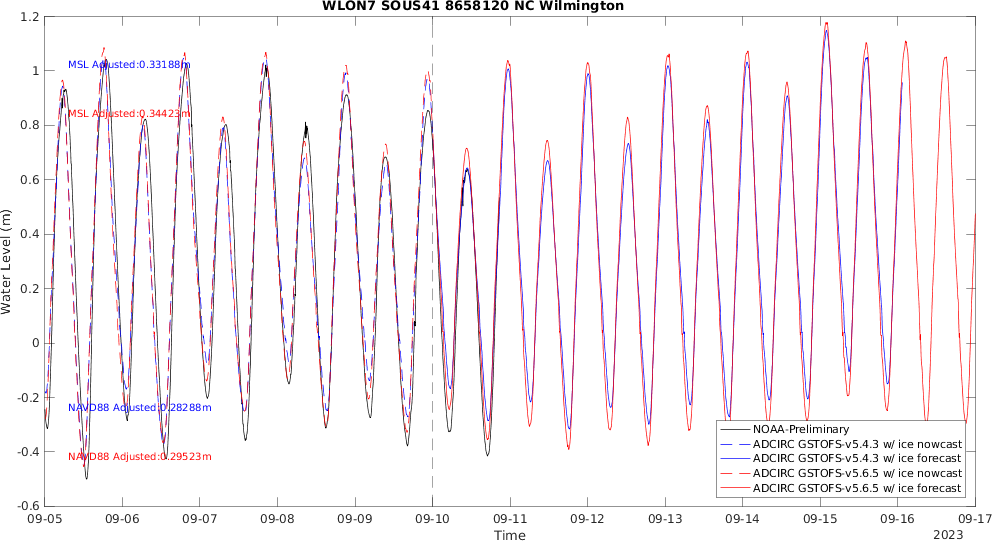 WLON7 SOUS41 8658120 NC Wilmington
1.2
1
0.8
0.6
0.4
0.2
0
-0.2
-0.4
-0.6
Water Level (m)
MSL Adjusted:0.33188m
MSL Adjusted:0.34423m
NAVD88 Adjusted:0.28288m
NAVD88 Adjusted:0.29523m
NOAA-Preliminary
ADCIRC GSTOFS-v5.4.3 w/ ice nowcast
ADCIRC GSTOFS-v5.4.3 w/ ice forecast
ADCIRC GSTOFS-v5.6.5 w/ ice nowcast
ADCIRC GSTOFS-v5.6.5 w/ ice forecast
09-05 09-06 09-07 09-08 09-09 09-10 09-11 09-12 09-13 09-14 09-15 09-16 09-17
Time
2023